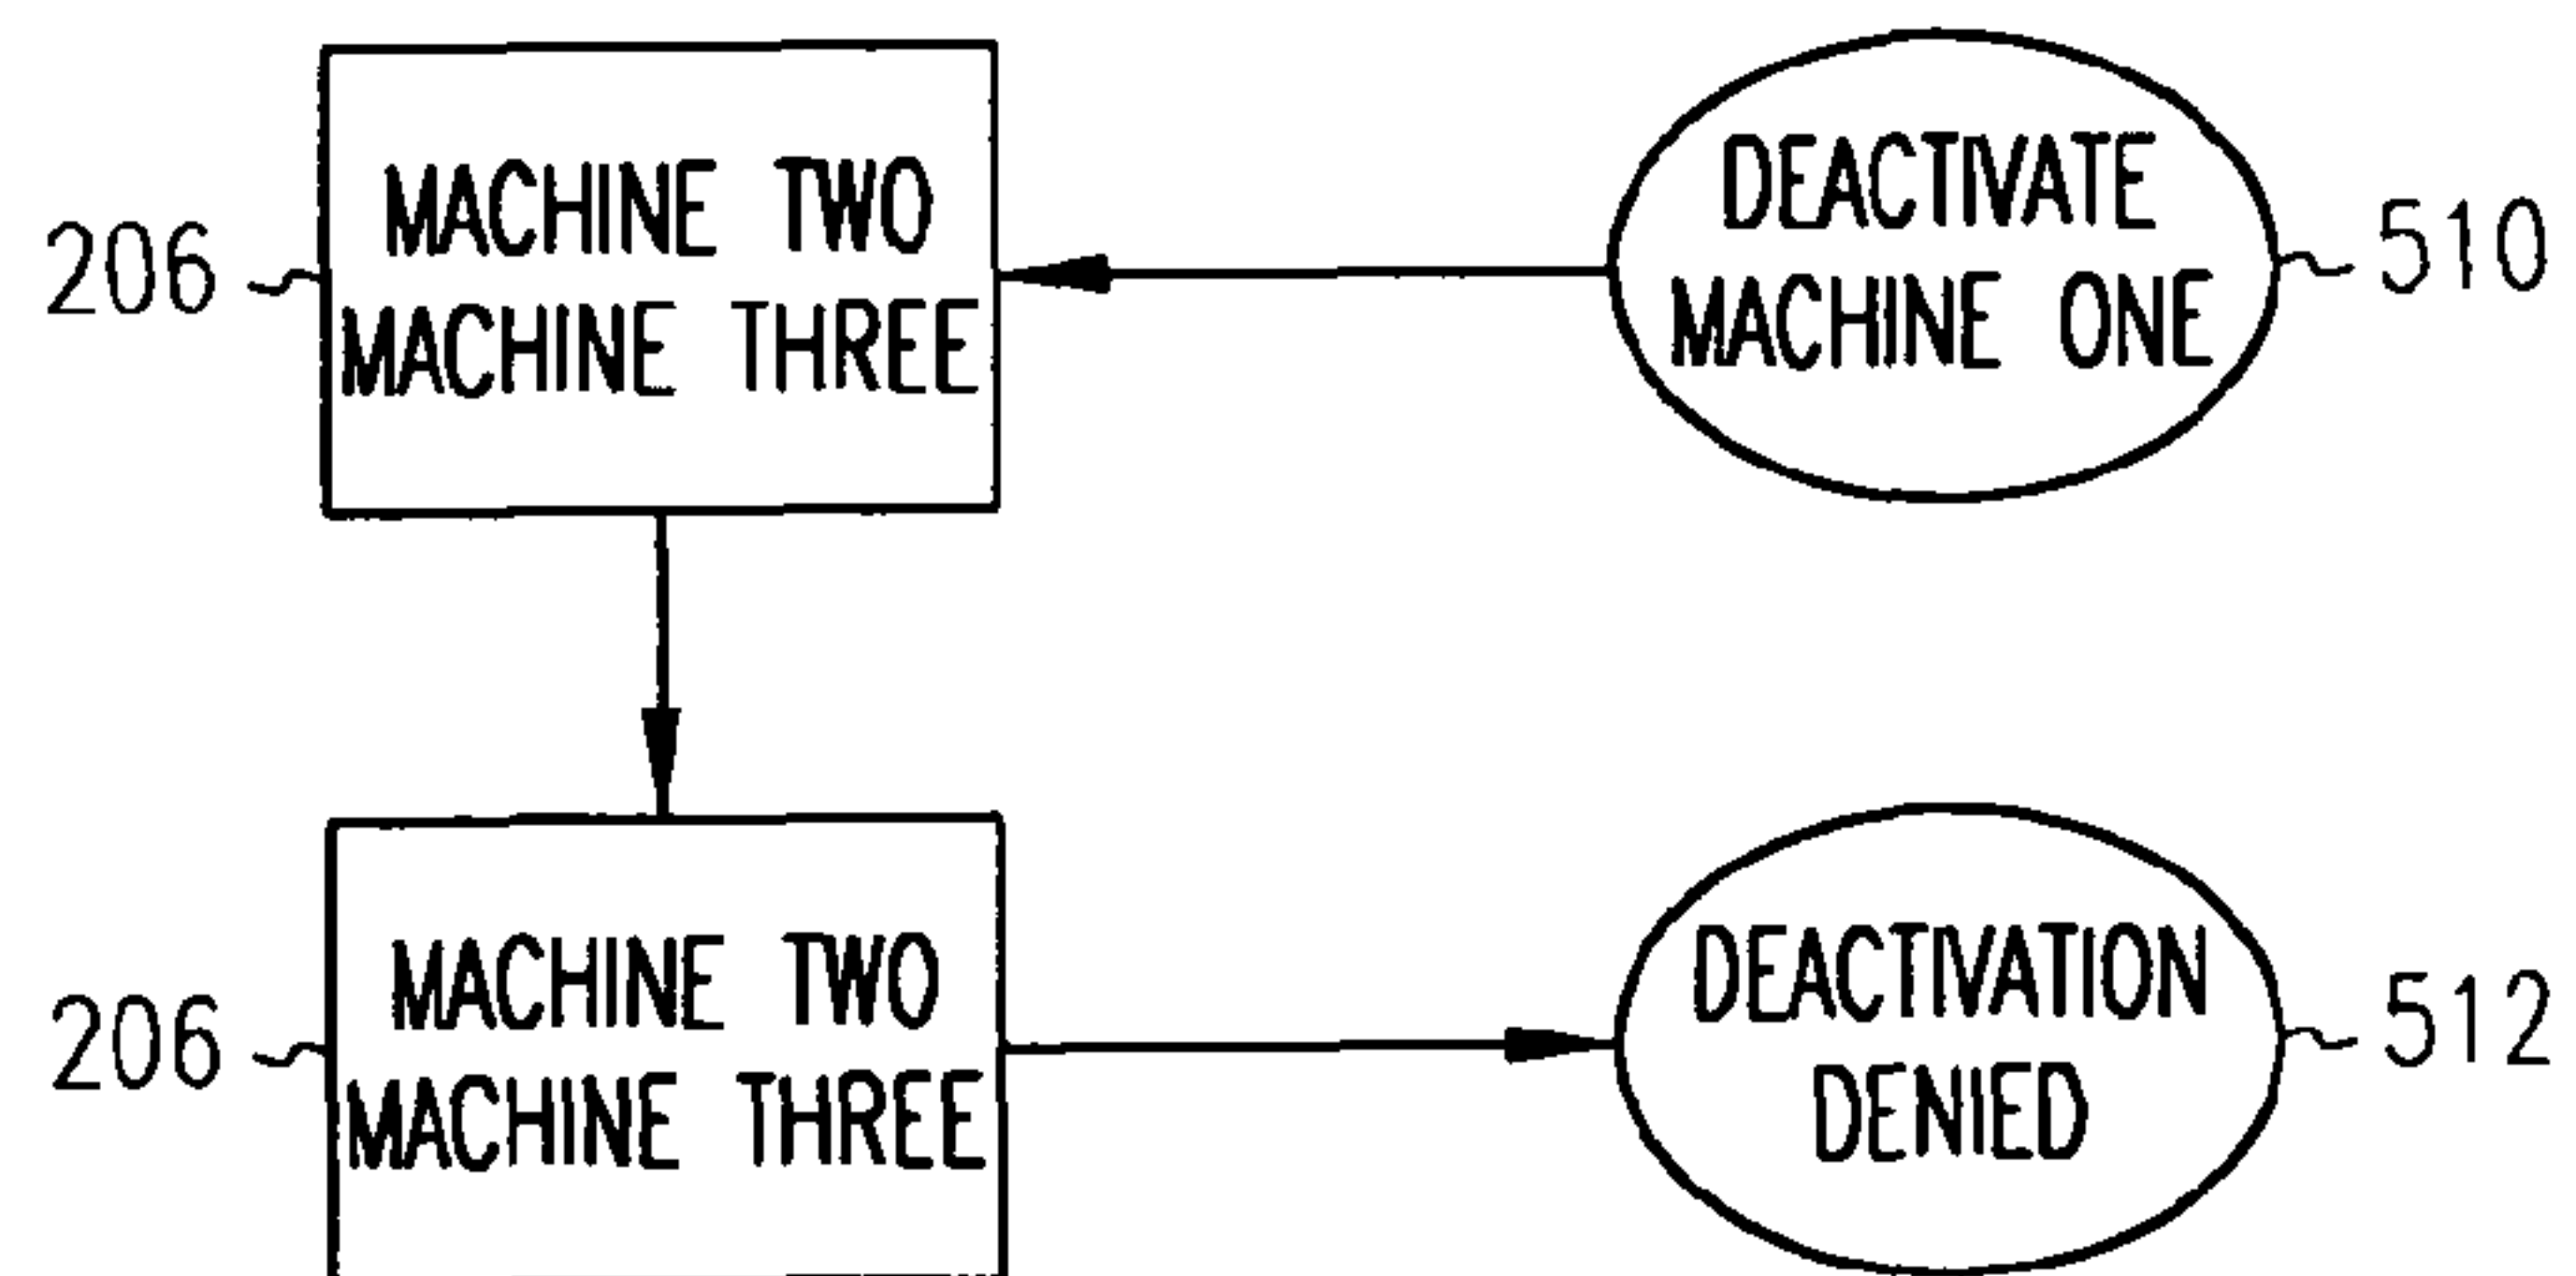 MACHINE TWO
MACHINE THREE
206
DEACTIVATE
MACHINE ONE
510
MACHINE TWO
MACHINE THREE
206
DEACTIVATION
DENIED
512